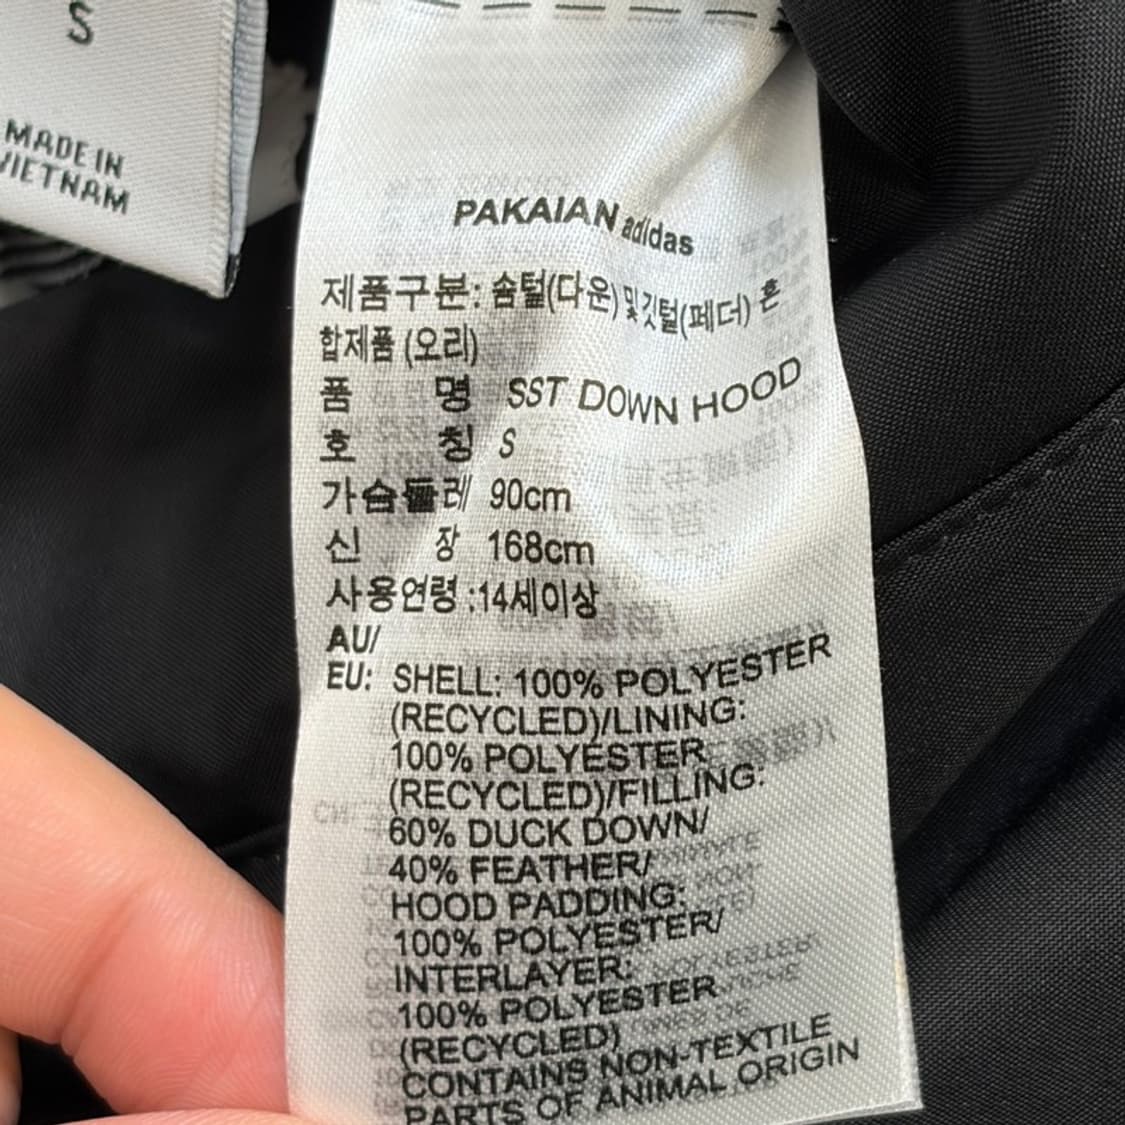 S
MADE IN
VIETNAM
PAKAIAN adidas
제품구분: 솜털(다운)및깃털(페더) 혼
합제품 (오리)
품 명 SST DOWN HOOD
호 칭 S
가슴둘레 90cm
신 장 168cm
사용연령 :14세이상
AU/
EU: SHELL: 100% POLYESTER
(RECYCLED)/LINING:
100% POLYESTER
(RECYCLED)/FILLING:
60% DUCK DOWN/
40% FEATHER/
HOOD PADDING:
100% POLYESTER/
INTERLAYER:
100% POLYESTER
(RECYCLED)
CONTAINS NON-TEXTILE
PARTS OF ANIMAL ORIGIN